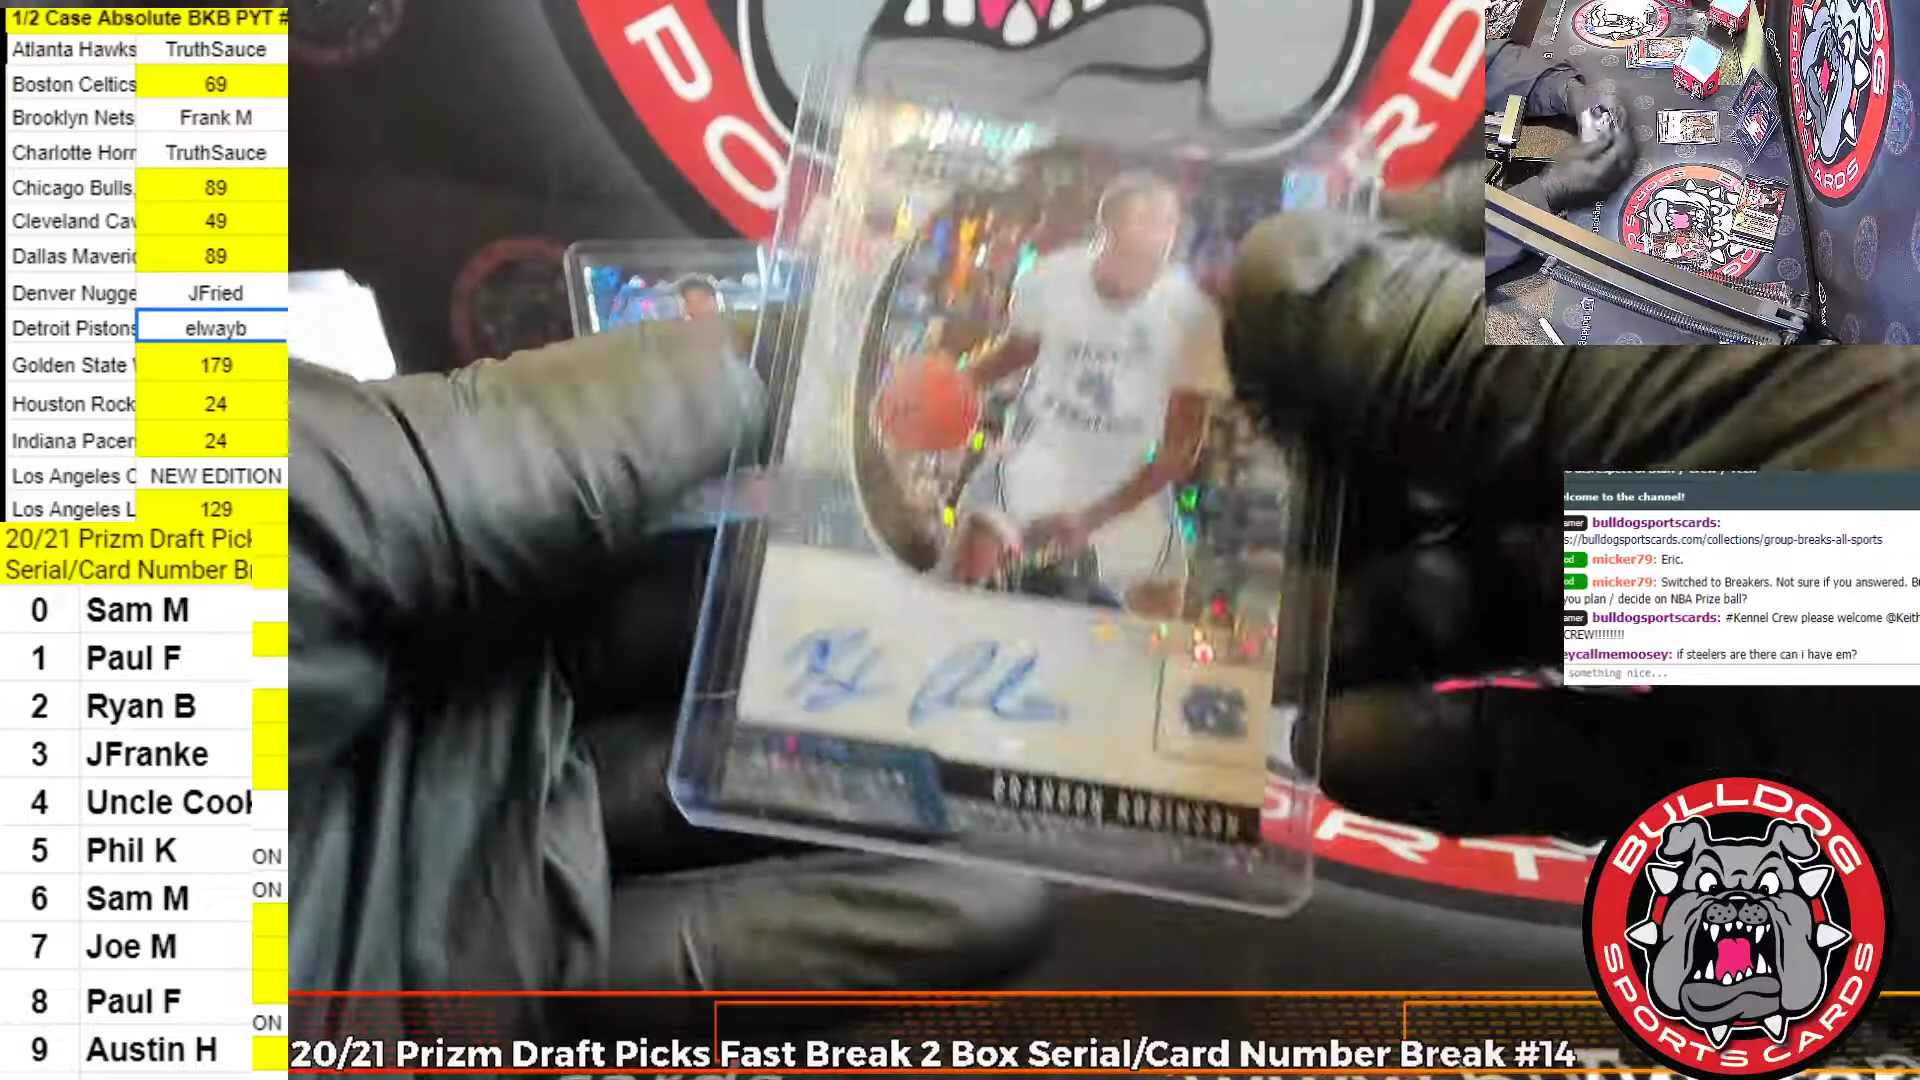 1/2 Case Absolute BKB PYT #
Atlanta Hawks TruthSauce
Boston Celtics 69
Brooklyn Nets Frank M
Charlotte Horr TruthSauce
Chicago Bulls, 89
Cleveland Cav 49
Dallas Maveric 89
Denver Nugge JFried
Detroit Pistons elwayb
Golden State 179
Houston Rock 24
Indiana Pacer 24
Los Angeles C NEW EDITION
Los Angeles L 129
20/21 Prizm Draft Pick
Serial/Card Number Br
0 Sam M
1 Paul F
2 Ryan B
3 JFranke
4 Uncle Cook
5 Phil K
ON
6 Sam M
ON
7 Joe M
8 Paul F
ON
9 Austin H
BRANDON ROBINSON
elcome to the channel!
bulldogsportscards:
s://bulldogsportscards.com/collections/group-breaks-all-sports
micker79: Eric.
micker79: Switched to Breakers. Not sure if you answered. B
you plan / decide on NBA Prize ball?
bulldogsportscards: #Kennel Crew please welcome @Keith
CREW!!!!!!!!
eycallmemoosey: if steelers are there can i have em?
something nice...
BULLDOG
SPORTS CARDS
20/21 Prizm Draft Picks Fast Break 2 Box Serial/Card Number Break #14